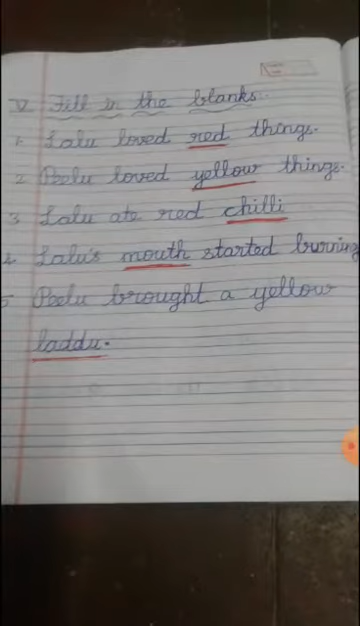 V. Fill in the blanks.
1. Lalu loved red things.
2. Peelu loved yellow things.
3. Lalu ate red chilli
4. Lalu's mouth started burning
5 Peelu brought a yellow
laddu.